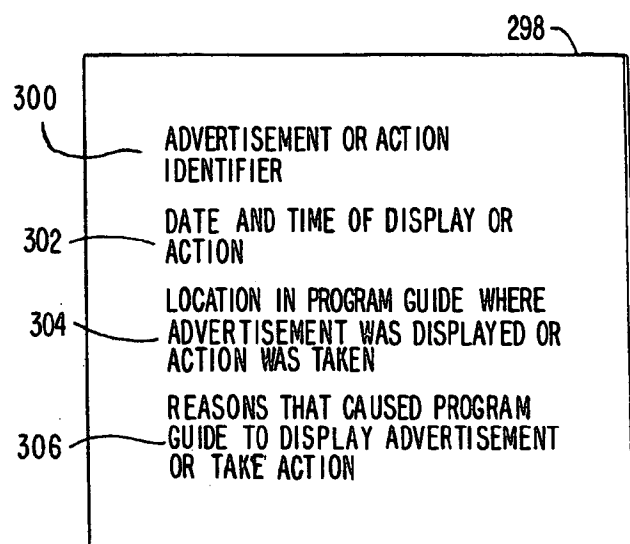 298
300
ADVERTISEMENT OR ACTION
IDENTIFIER
302
DATE AND TIME OF DISPLAY OR
ACTION
304
LOCATION IN PROGRAM GUIDE WHERE
ADVERTISEMENT WAS DISPLAYED OR
ACTION WAS TAKEN
306
REASONS THAT CAUSED PROGRAM
GUIDE TO DISPLAY ADVERTISEMENT
OR TAKE ACTION